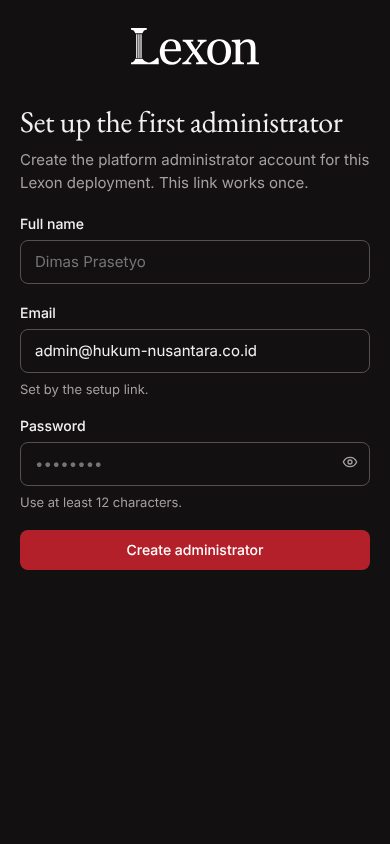 Lexon
Set up the first administrator
Create the platform administrator account for this
Lexon deployment. This link works once.
Full name
Dimas Prasetyo
Email
admin@hukum-nusantara.co.id
Set by the setup link.
Password
••••••••
Use at least 12 characters.
Create administrator